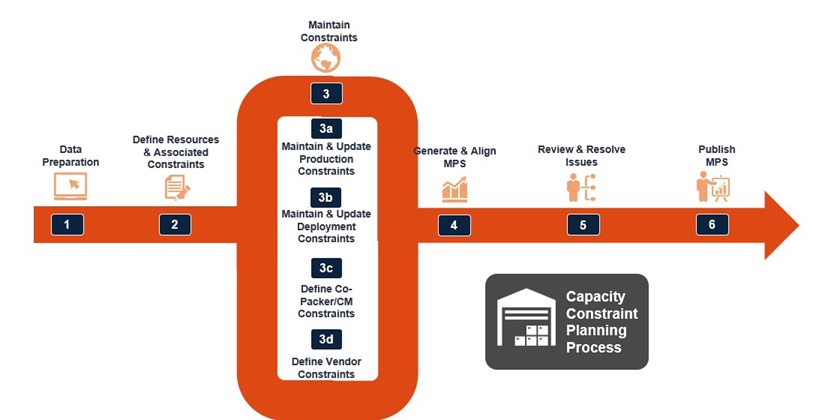 Maintain
Constraints
3
3a
Maintain & Update
Production
Constraints
3b
Maintain & Update
Deployment
Constraints
3c
Define Co-
Packer/CM
Constraints
3d
Define Vendor
Constraints
Data
Preparation
1
Define Resources
& Associated
Constraints
2
Generate & Align
MPS
4
Review & Resolve
Issues
5
Publish
MPS
6
Capacity
Constraint
Planning
Process